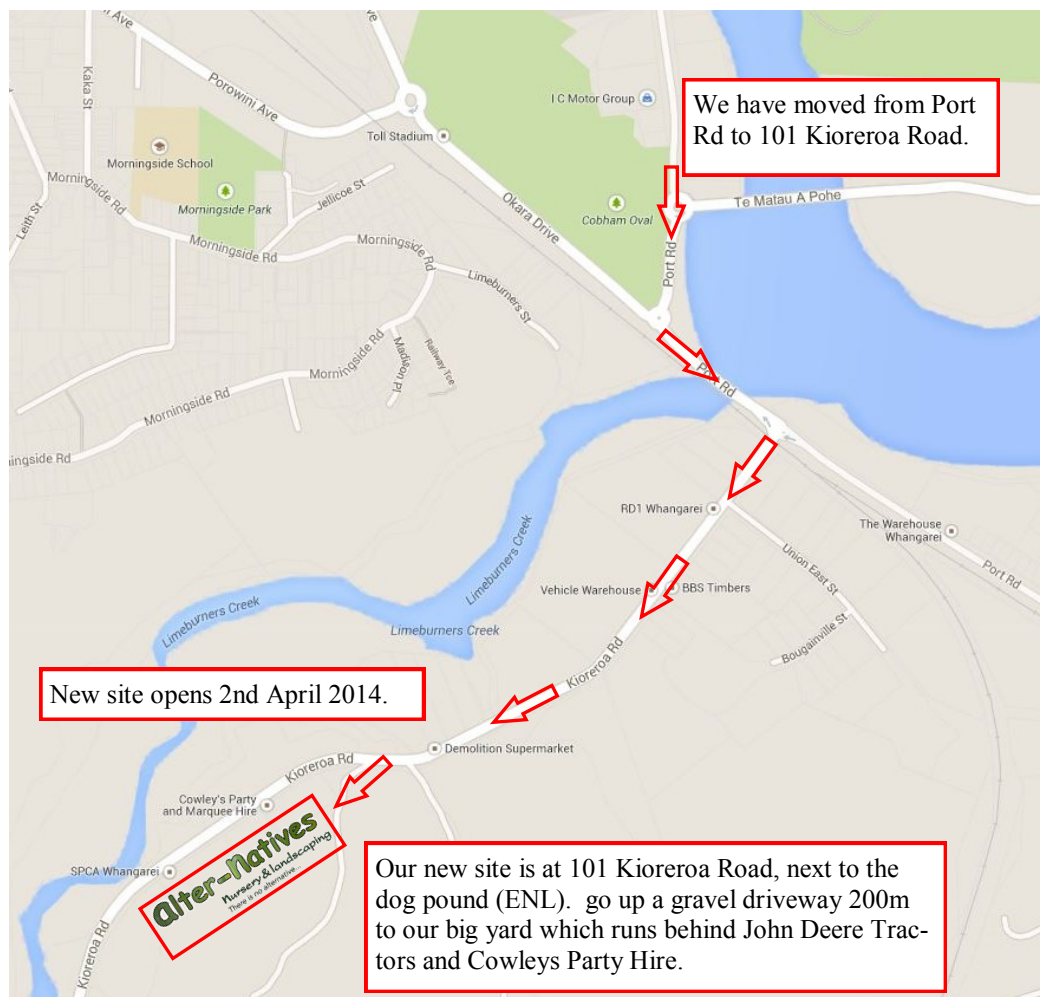 i Ave
Kaka St
Porowini Ave
I C Motor Group
We have moved from Port
Rd to 101 Kioreroa Road.
Toll Stadium
Morningside School
Morningside Rd
Leith St
Morningside Park
Jellicoe St
Okara Drive
Cobham Oval
Te Matau A Pohe
Morningside Rd
Morningside Rd
Port Rd
Limeburners St
Madison Pl
Railway Tce
Morningside Rd
Port Rd
Morningside Rd
ningside Rd
RD1 Whangarei
The Warehouse
Whangarei
Union East St
Port Rd
Limeburners Creek
Vehicle Warehouse
BBS Timbers
Limeburners Creek
Limeburners Creek
Bougainville St
Kioreroa Rd
New site opens 2nd April 2014.
Demolition Supermarket
Kioreroa Rd
Cowley's Party
and Marquee Hire
Alter-Natives
Nursery & landscaping
There is no alternative...
SPCA Whangarei
Kioreroa Rd
Our new site is at 101 Kioreroa Road, next to the
dog pound (ENL).  go up a gravel driveway 200m
to our big yard which runs behind John Deere Trac-
tors and Cowleys Party Hire.